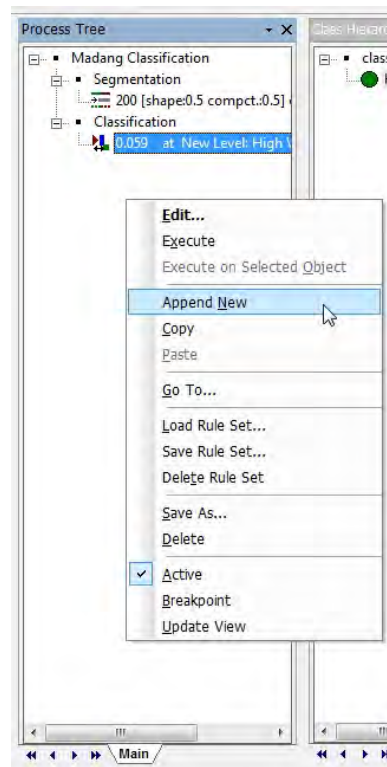 Process Tree
Madang Classification
Segmentation
200 [shape:0.5 compct.:0.5]
Classification
0.059 at New Level: High
Edit...
Execute
Execute on Selected Object
Append New
Copy
Paste
Go To...
Load Rule Set...
Save Rule Set...
Delete Rule Set
Save As...
Delete
Active
Breakpoint
Update View
Main
Class Hierar
clas